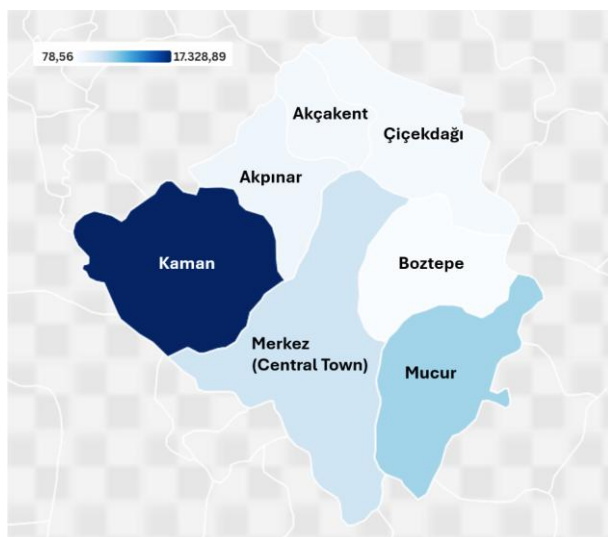 78,56
17.328,89
Akçakent
Çiçekdağı
Akpınar
Kaman
Boztepe
Merkez
(Central Town)
Mucur